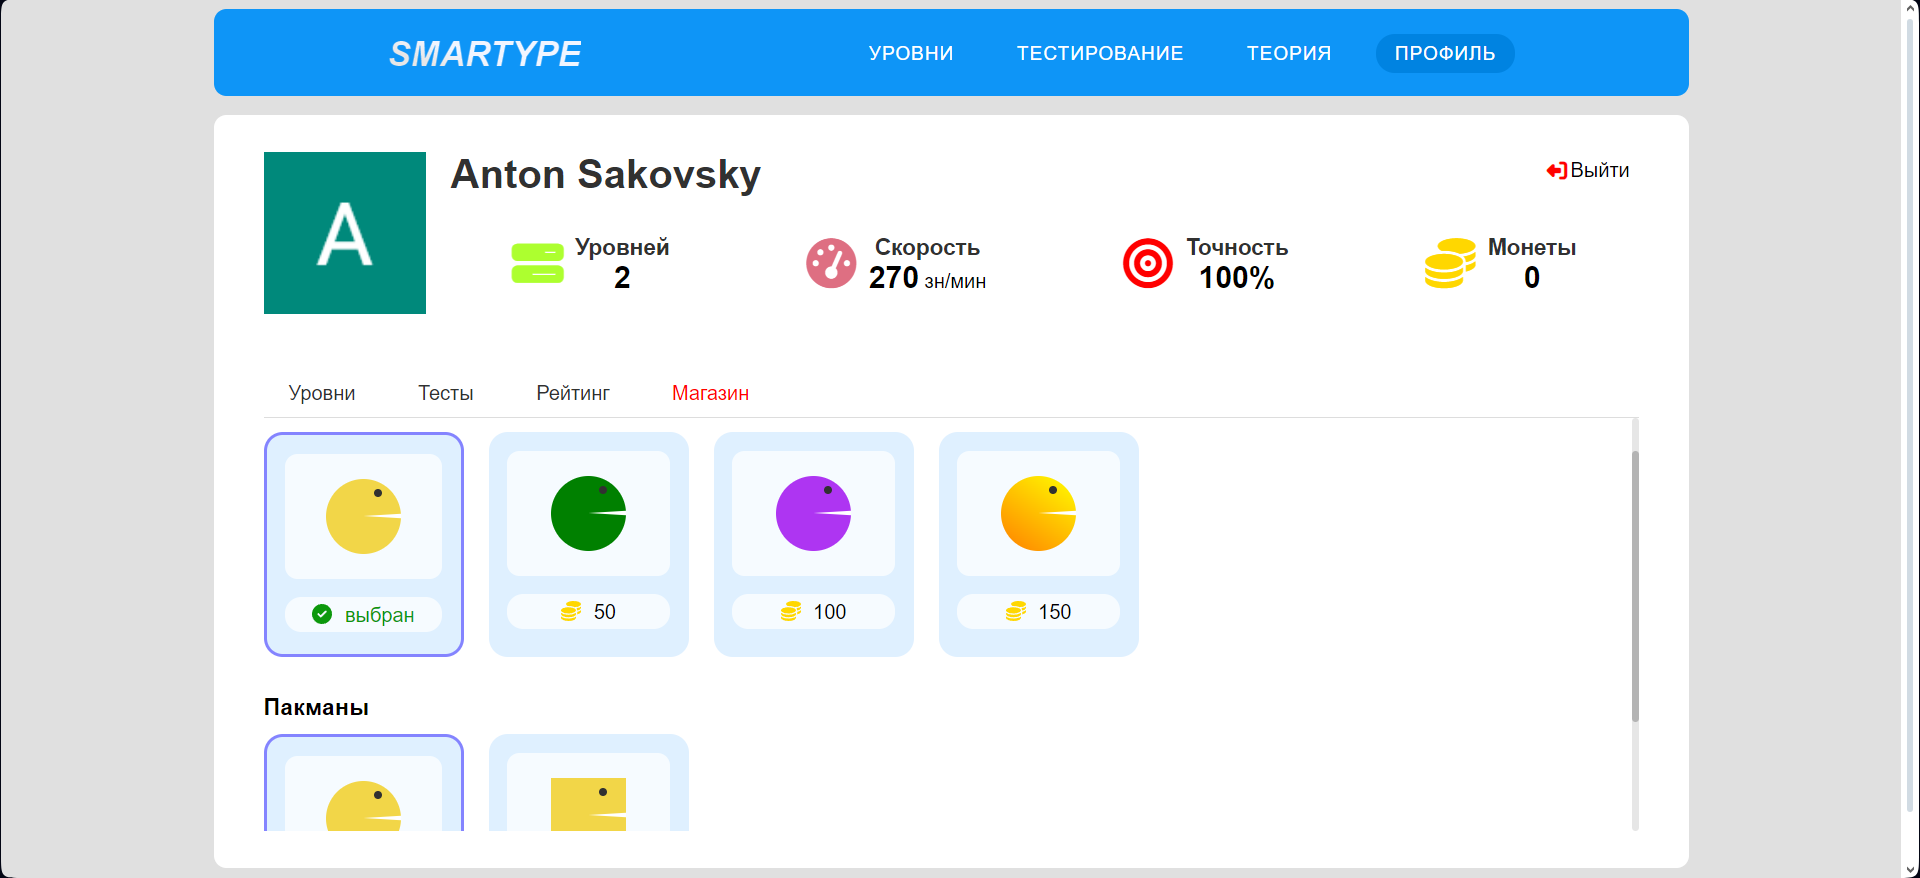 SMARTYPE
УРОВНИ ТЕСТИРОВАНИЕ ТЕОРИЯ ПРОФИЛЬ
A
Anton Sakovsky
Выйти
Уровней
2
Скорость
270 зн/мин
Точность
100%
Монеты
0
Уровни Тесты Рейтинг Магазин
выбран
50
100
150
Пакманы